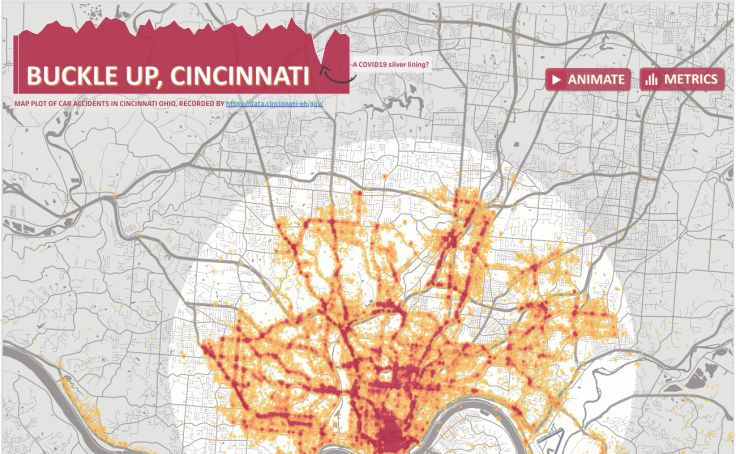 -A COVID19 silver lining?
BUCKLE UP, CINCINNATI
ANIMATE
METRICS
MAP PLOT OF CAR ACCIDENTS IN CINCINNATI OHIO, RECORDED BY https://data.cincinnati-oh.gov/